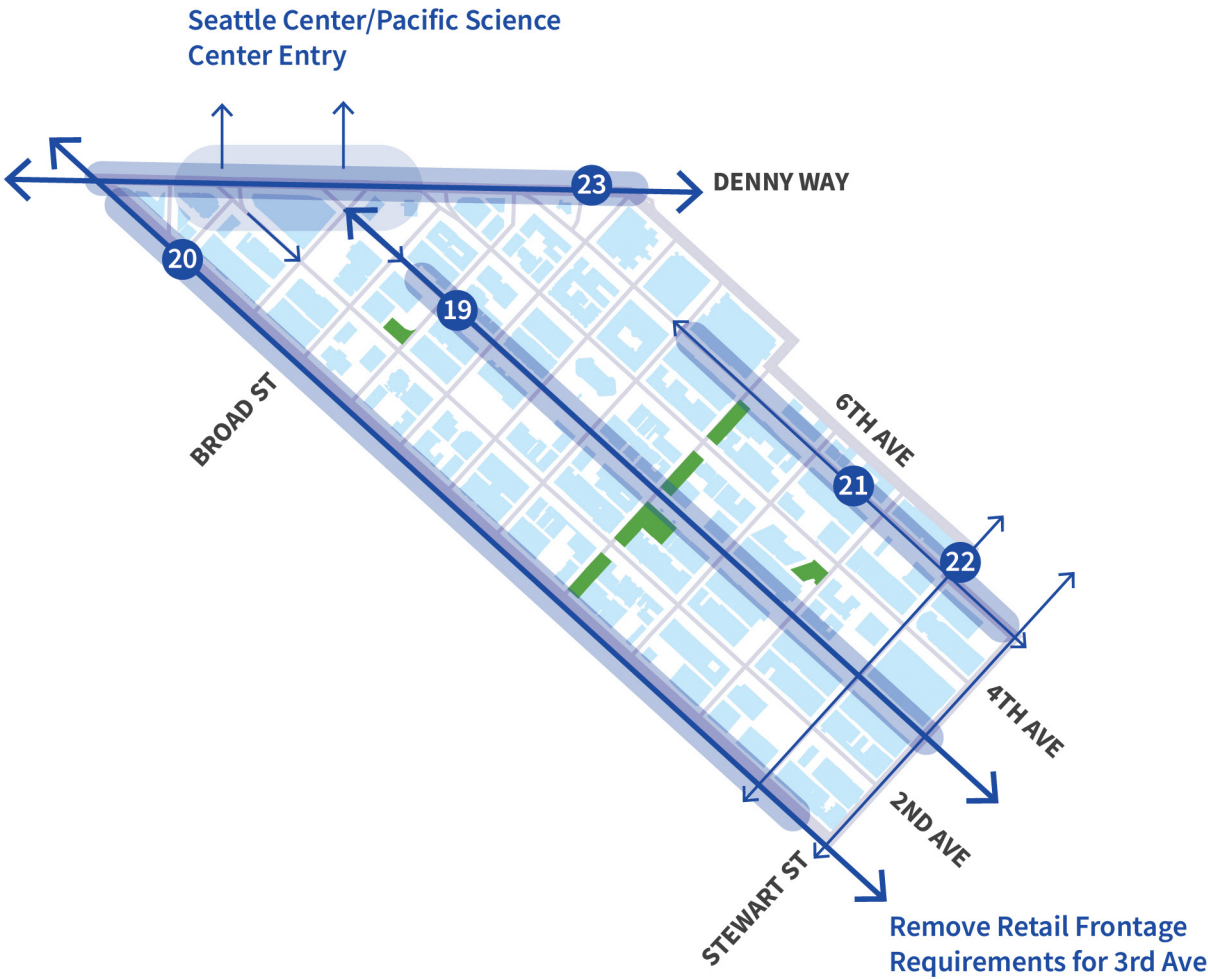 Seattle Center/Pacific Science
Center Entry
23
DENNY WAY
20
19
BROAD ST
6TH AVE
21
22
4TH AVE
2ND AVE
STEWART ST
Remove Retail Frontage
Requirements for 3rd Ave